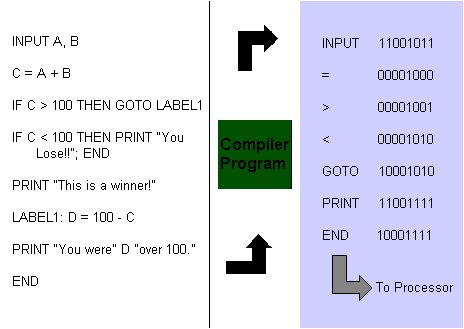 INPUT A, B
C = A + B
IF C > 100 THEN GOTO LABEL1
IF C < 100 THEN PRINT "You
Lose!!"; END
PRINT "This is a winner!"
LABEL1: D = 100 - C
PRINT "You were" D "over 100."
END
Compiler
Program
INPUT 11001011
= 00001000
> 00001001
< 00001010
GOTO 10001010
PRINT 11001111
END 10001111
To Processor